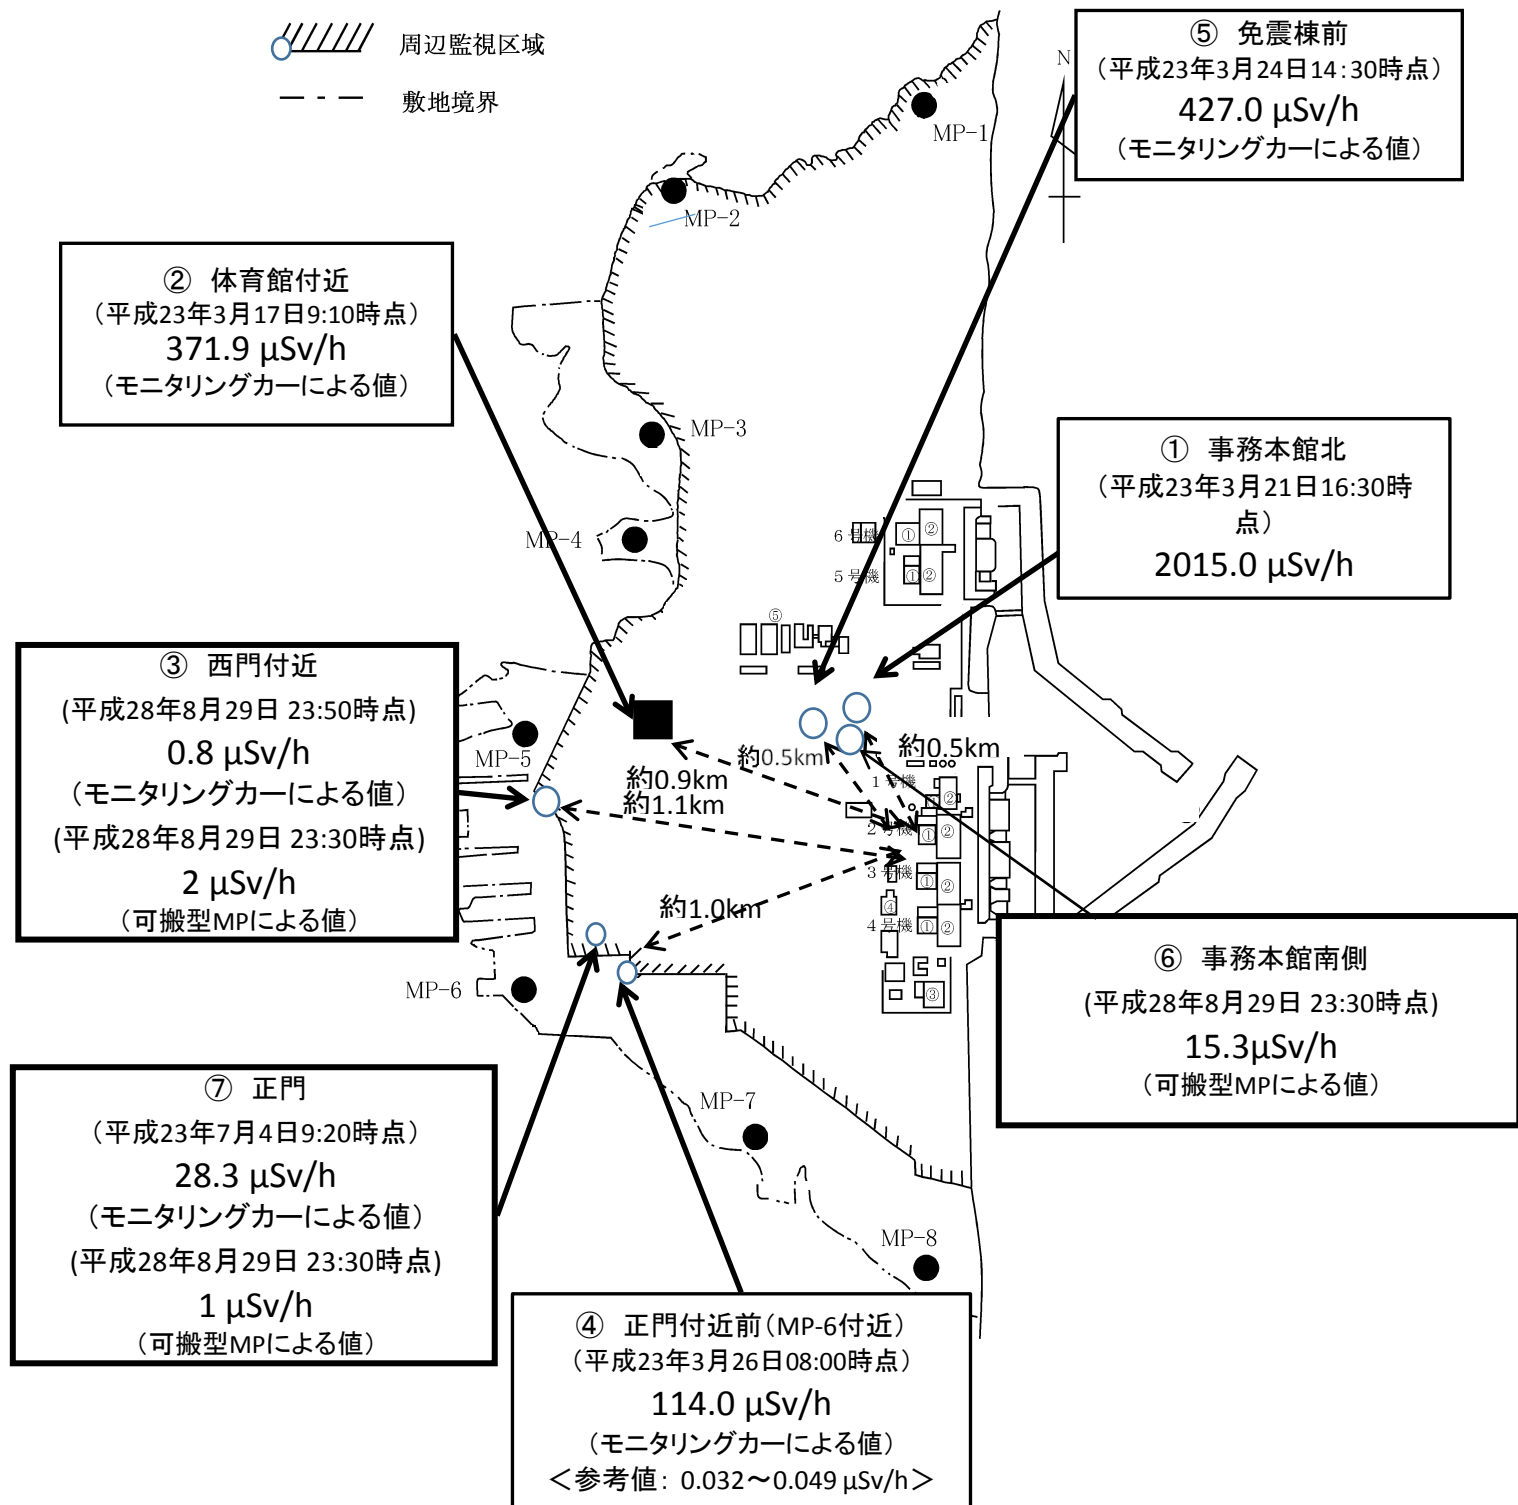 周辺監視区域
敷地境界
⑤ 免震棟前
（平成23年3月24日14：30時点）
427.0 μSv/h
（モニタリングカーによる値）
N
MP-1
MP-2
② 体育館付近
（平成23年3月17日9:10時点）
371.9 μSv/h
（モニタリングカーによる値）
MP-3
① 事務本館北
（平成23年3月21日16:30時
点）
2015.0 μSv/h
MP-4
6号機
①
②
5号機
①
②
⑤
③ 西門付近
(平成28年8月29日 23:50時点)
0.8 μSv/h
（モニタリングカーによる値）
(平成28年8月29日 23:30時点)
2 μSv/h
（可搬型MPによる値）
MP-5
約0.5km
約0.5km
約0.9km
約1.1km
1号機
①
②
2号機
①
②
3号機
①
②
④
4号機
①
②
約1.0km
③
⑥ 事務本館南側
(平成28年8月29日 23:30時点)
15.3μSv/h
（可搬型MPによる値）
MP-6
⑦ 正門
（平成23年7月4日9:20時点）
28.3 μSv/h
（モニタリングカーによる値）
(平成28年8月29日 23:30時点)
1 μSv/h
（可搬型MPによる値）
MP-7
MP-8
④ 正門付近前（MP-6付近）
（平成23年3月26日08:00時点）
114.0 μSv/h
（モニタリングカーによる値）
＜参考値： 0.032～0.049 μSv/h＞